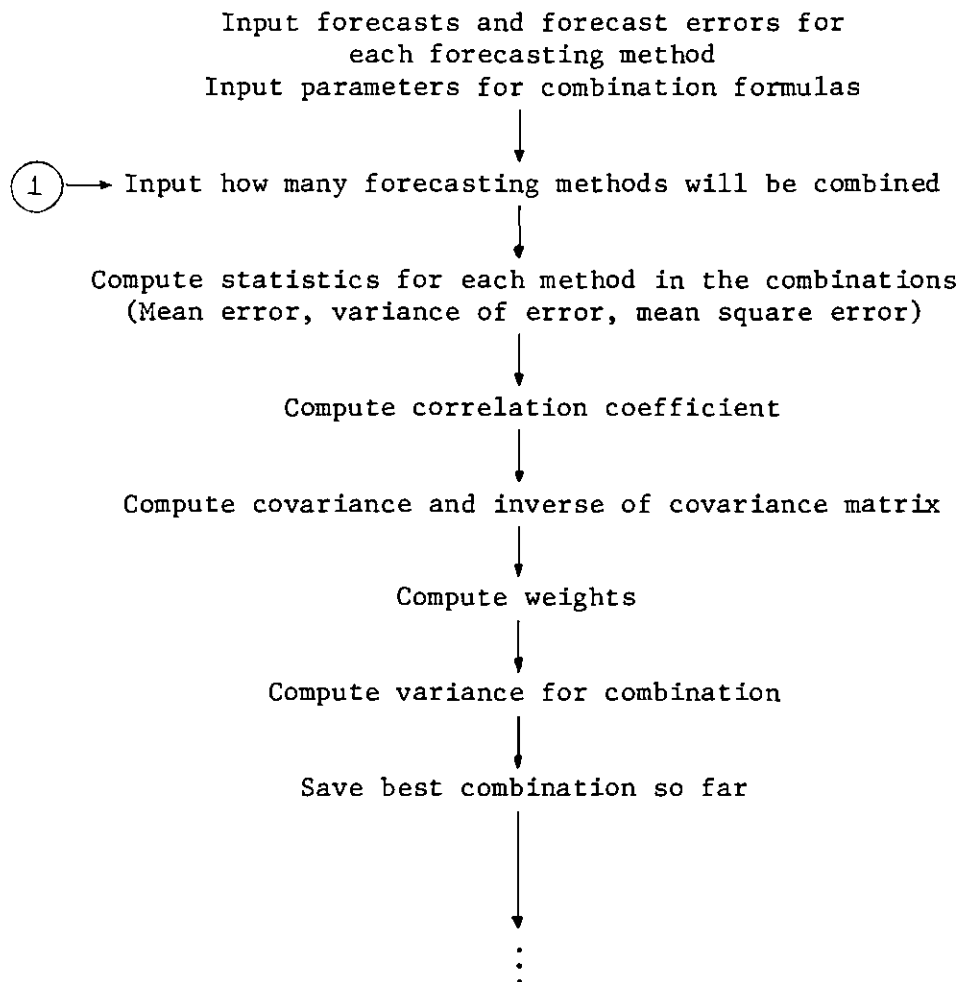 Input forecasts and forecast errors for
each forecasting method
Input parameters for combination formulas
1
Input how many forecasting methods will be combined
Compute statistics for each method in the combinations
(Mean error, variance of error, mean square error)
Compute correlation coefficient
Compute covariance and inverse of covariance matrix
Compute weights
Compute variance for combination
Save best combination so far